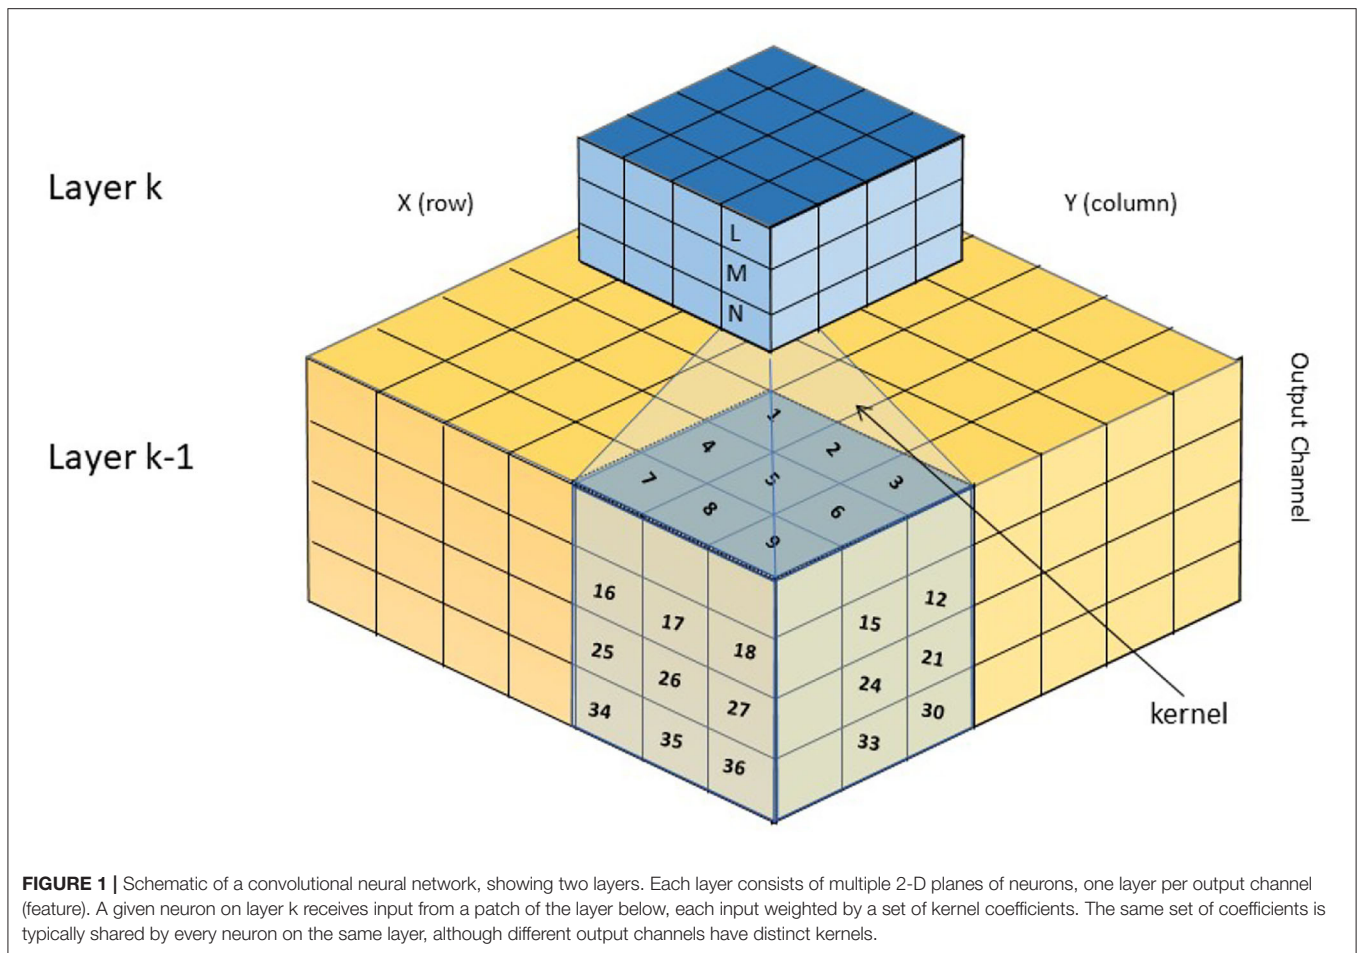 Layer k
X (row)
Y (column)
L
M
N
Output Channel
Layer k-1
1
4
2
7
5
3
8
6
9
16
17
18
12
15
25
26
27
21
24
34
35
36
30
33
kernel
FIGURE 1 | Schematic of a convolutional neural network, showing two layers. Each layer consists of multiple 2-D planes of neurons, one layer per output channel
(feature). A given neuron on layer k receives input from a patch of the layer below, each input weighted by a set of kernel coefficients. The same set of coefficients is
typically shared by every neuron on the same layer, although different output channels have distinct kernels.